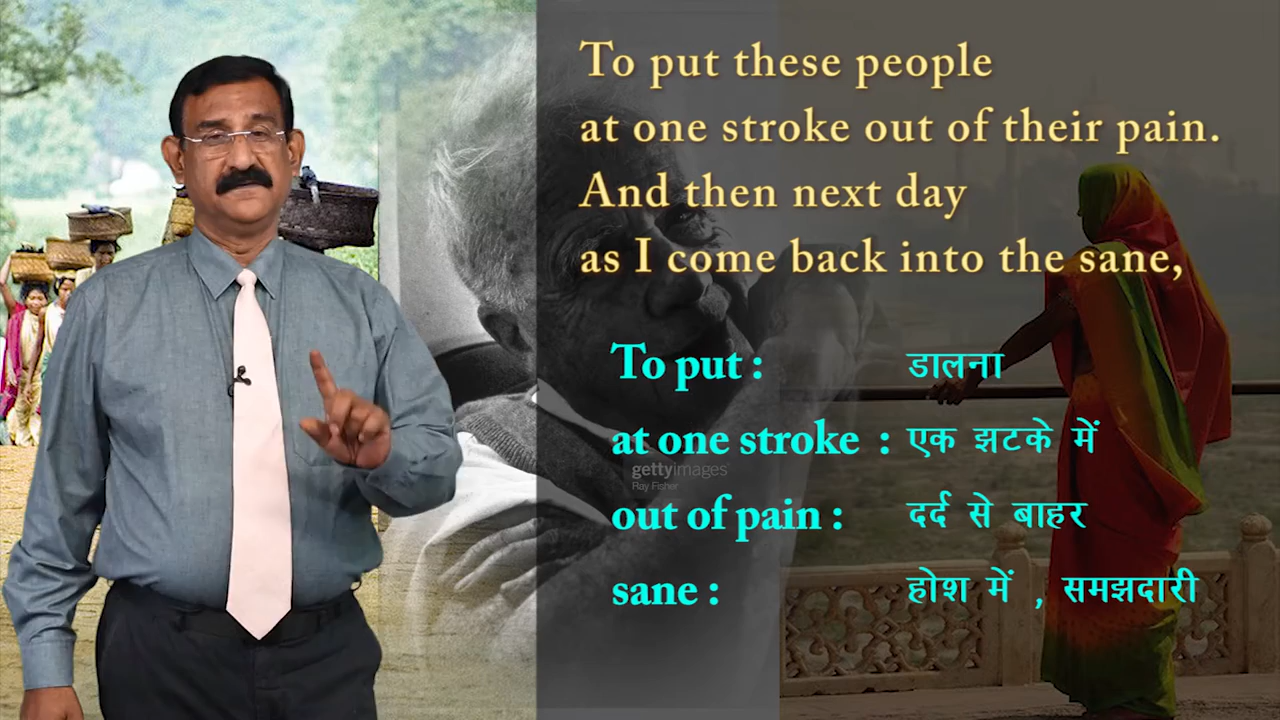 To put these people
at one stroke out of their pain.
And then next day
as I come back into the sane,
To put : डालना
at one stroke : एक झटके में
gettyimages
Ray Fisher
out of pain : दर्द से बाहर
sane : होश में , समझदारी